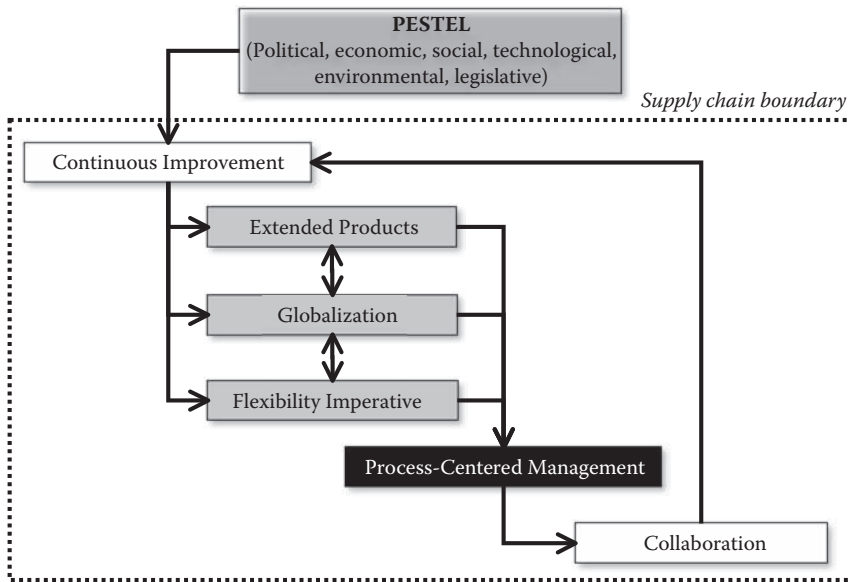 PESTEL
(Political, economic, social, technological,
environmental, legislative)
Supply chain boundary
Continuous Improvement
Extended Products
Globalization
Flexibility Imperative
Process-Centered Management
Collaboration